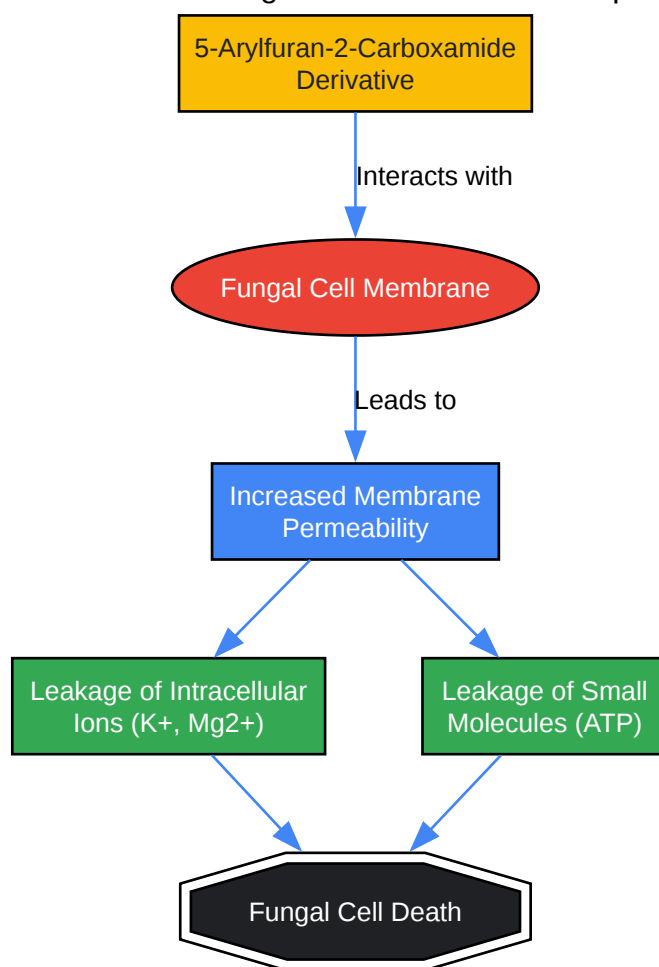 5-Arylfuran-2-Carboxamide
Derivative
Interacts with
Fungal Cell Membrane
Leads to
Increased Membrane
Permeability
Leakage of Intracellular
Ions (K+, Mg2+)
Leakage of Small
Molecules (ATP)
Fungal Cell Death